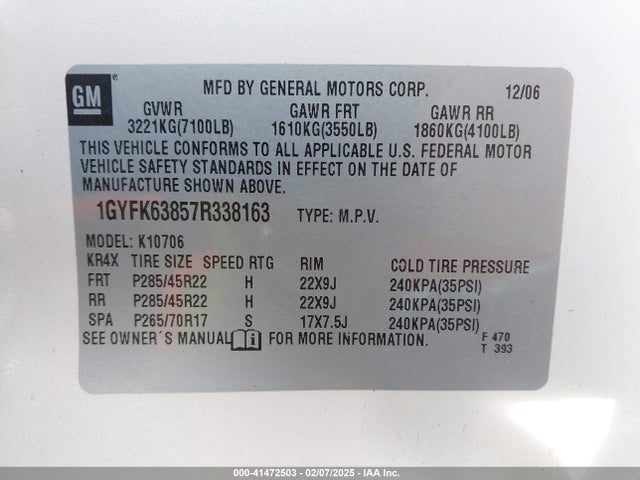 GM
MFD BY GENERAL MOTORS CORP. 12/06
GVWR GAWR FRT GAWR RR
3221KG(7100LB) 1610KG(3550LB) 1860KG(4100LB)
THIS VEHICLE CONFORMS TO ALL APPLICABLE U.S. FEDERAL MOTOR
VEHICLE SAFETY STANDARDS IN EFFECT ON THE DATE OF
MANUFACTURE SHOWN ABOVE.
1GYFK63857R338163 TYPE: M.P.V.
MODEL: K10706
KR4X TIRE SIZE SPEED RTG RIM COLD TIRE PRESSURE
FRT P285/45R22 H 22X9J 240KPA(35PSI)
RR P285/45R22 H 22X9J 240KPA(35PSI)
SPA P265/70R17 S 17X7.5J 240KPA(35PSI)
SEE OWNER´S MANUAL FOR MORE INFORMATION.
F 470
T 393
000-41472503 - 02/07/2025 - IAAI.COM